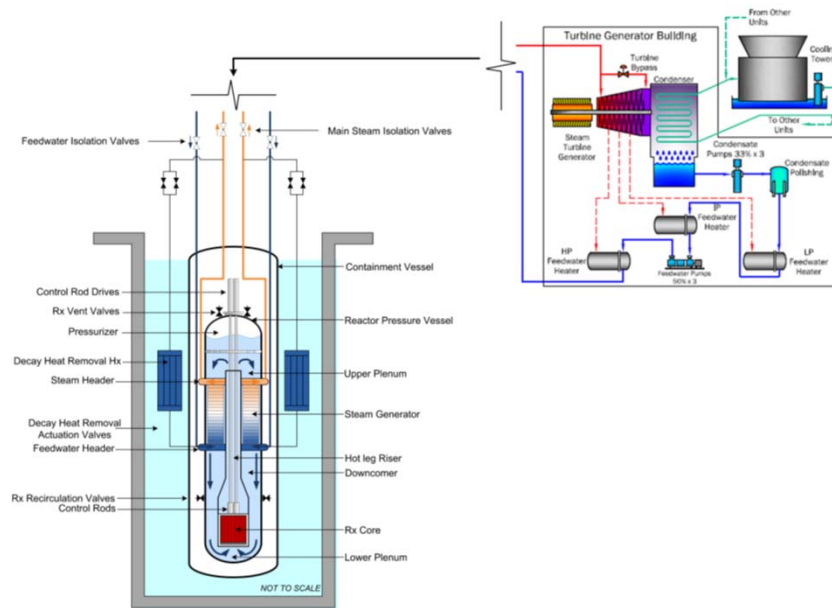 Feedwater Isolation Valves
Main Steam Isolation Valves
Containment Vessel
Control Rod Drives
Rx Vent Valves
Reactor Pressure Vessel
Pressurizer
Decay Heat Removal Hx
Upper Plenum
Steam Header
Steam Generator
Decay Heat Removal
Actuation Valves
Feedwater Header
Hot leg Riser
Downcomer
Rx Recirculation Valves
Control Rods
Rx Core
Lower Plenum
NOT TO SCALE
Turbine Generator Building
From Other
Units
Turbine
Bypass
Condenser
Cooling
Tower
To Other
Units
Steam
Turbine
Generator
Condensate
Pumps 33% x 3
Condensate
Polishing
IP
Feedwater
Heater
HP
Feedwater
Heater
Feedwater Pumps
50% x 3
LP
Feedwater
Heater